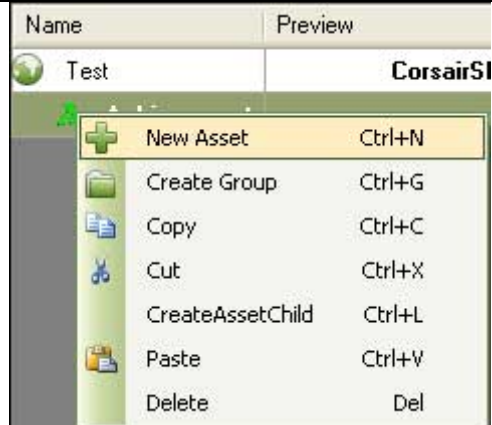 Name Preview
Test CorsairSI
New Asset Ctrl+N
Create Group Ctrl+G
Copy Ctrl+C
Cut Ctrl+X
CreateAssetChild Ctrl+L
Paste Ctrl+V
Delete Del